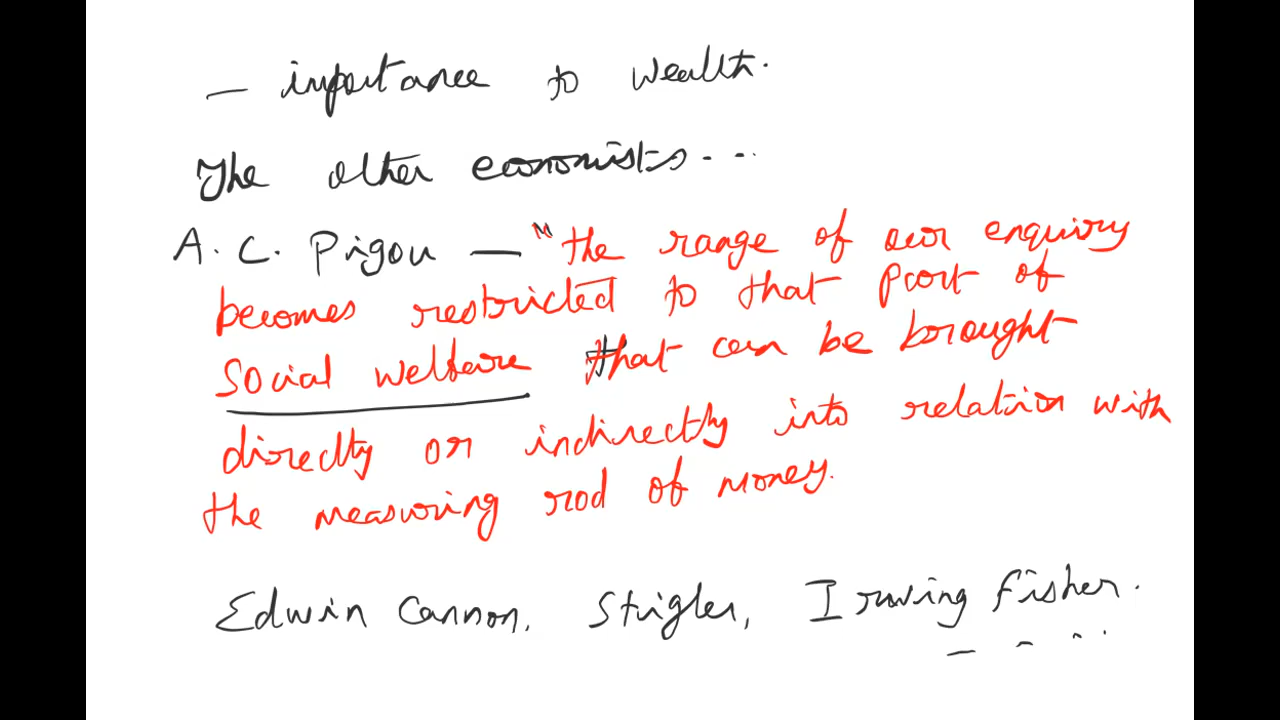 — importance to wealth.
The other economists...
A. C. Pigou — "the range of our enquiry
becomes restricted to that part of
Social welfare that can be brought
directly or indirectly into relation with
the measuring rod of money.
Edwin Cannon, Stigler, Irving Fisher.